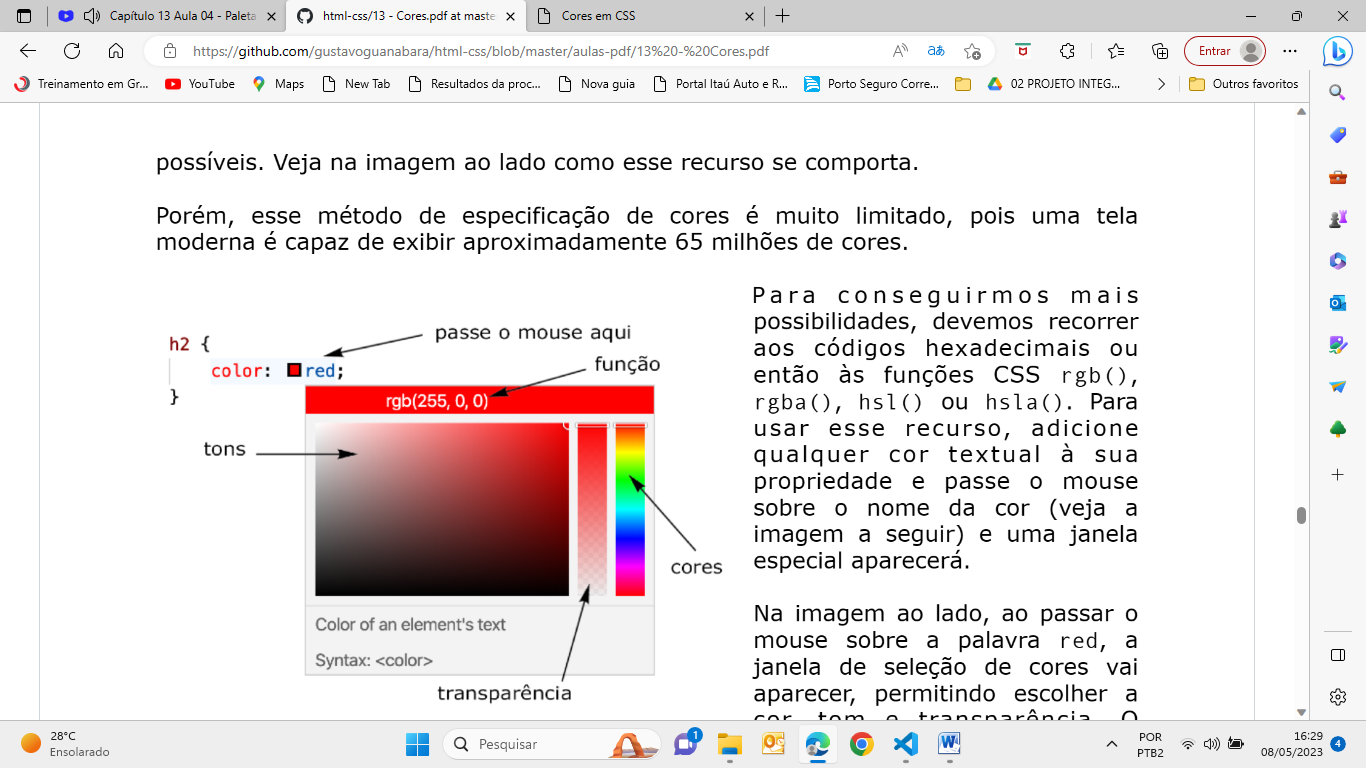 Capítulo 13 Aula 04 - Paleta
html-css/13 - Cores.pdf at maste
Cores em CSS
https://github.com/gustavoguanabara/html-css/blob/master/aulas-pdf/13%20-%20Cores.pdf
Entrar
Treinamento em Gr...
YouTube
Maps
New Tab
Resultados da proc...
Nova guia
Portal Itaú Auto e R...
Porto Seguro Corre...
02 PROJETO INTEG...
Outros favoritos
possíveis. Veja na imagem ao lado como esse recurso se comporta.
Porém, esse método de especificação de cores é muito limitado, pois uma tela
moderna é capaz de exibir aproximadamente 65 milhões de cores.
h2 {
color: red;
}
passe o mouse aqui
função
rgb(255, 0, 0)
tons
cores
Color of an element's text
Syntax: <color>
transparência
Para conseguirmos mais
possibilidades, devemos recorrer
aos códigos hexadecimais ou
então às funções CSS rgb(),
rgba(), hsl() ou hsla(). Para
usar esse recurso, adicione
qualquer cor textual à sua
propriedade e passe o mouse
sobre o nome da cor (veja a
imagem a seguir) e uma janela
especial aparecerá.
Na imagem ao lado, ao passar o
mouse sobre a palavra red, a
janela de seleção de cores vai
aparecer, permitindo escolher a
cor, tom e transparência. O
28°C
Ensolarado
Pesquisar
1
POR
PTB2
16:29
08/05/2023
4